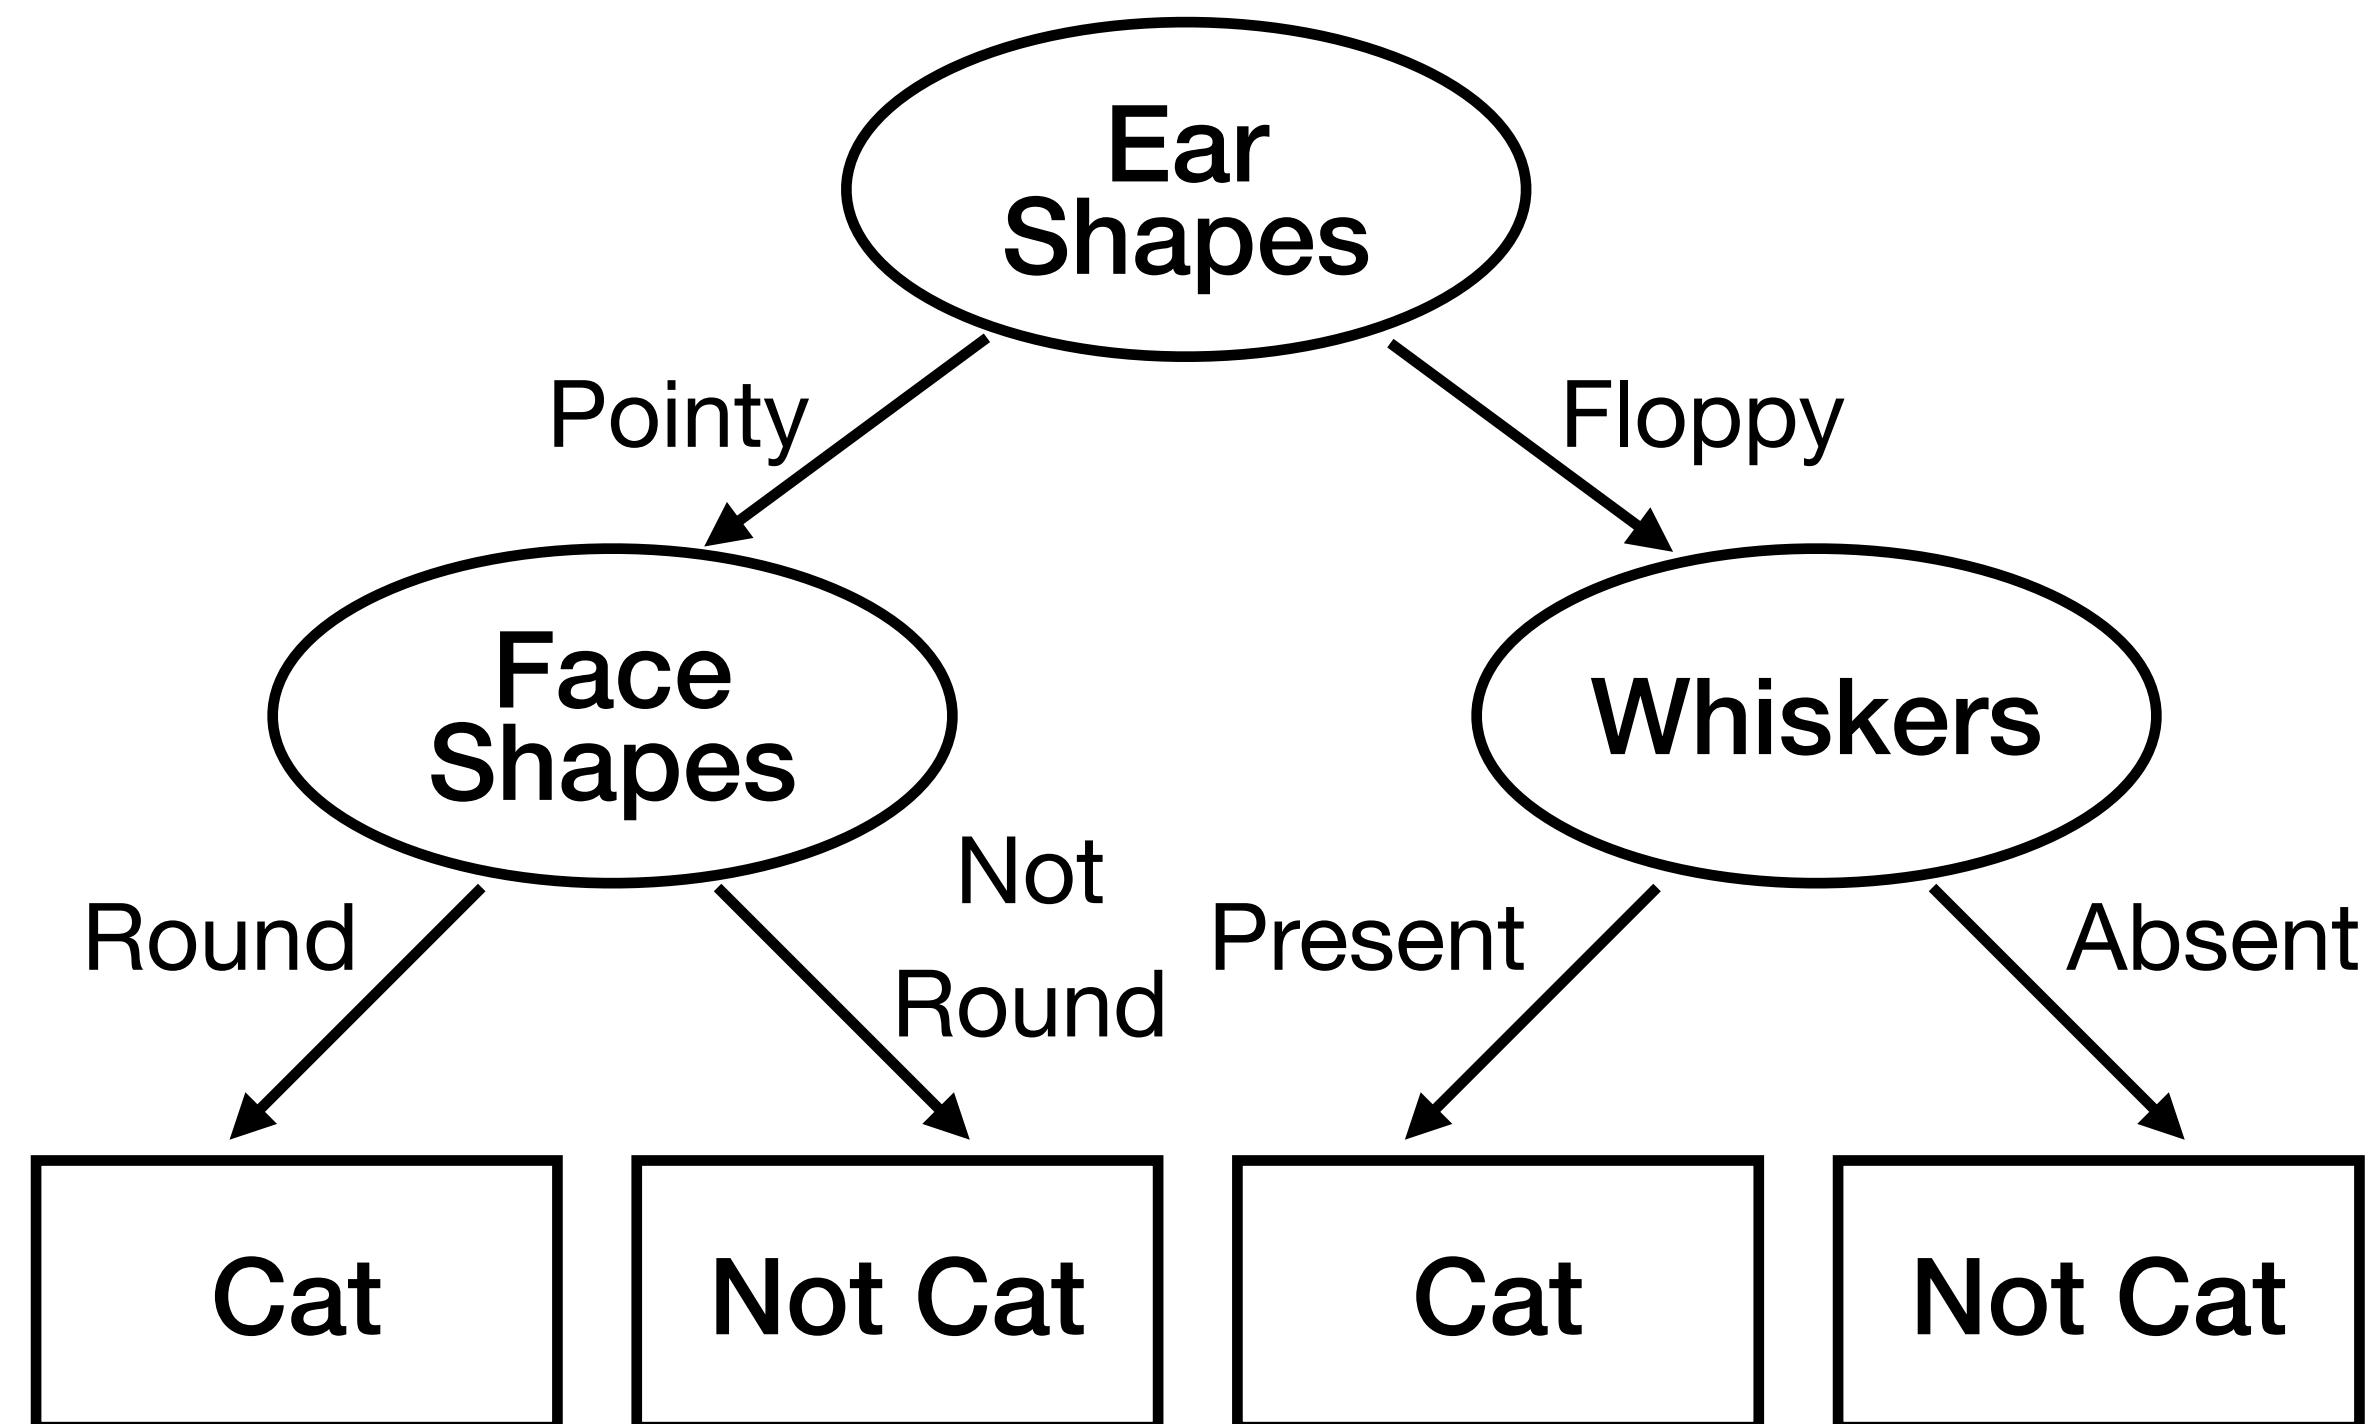 Ear
Shapes
Pointy
Floppy
Face
Shapes
Whiskers
Round
Not
Round
Present
Absent
Cat
Not Cat
Cat
Not Cat